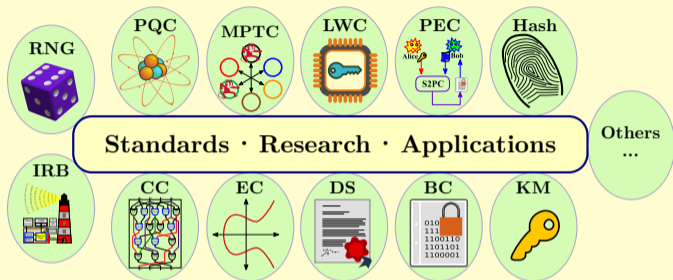 RNG
PQC
MPTC
LWC
PEC
Hash
Alice
Bob
S2PC
Standards · Research · Applications
Others
...
IRB
CC
EC
DS
BC
KM
010
111
1100110
1101101
1100001